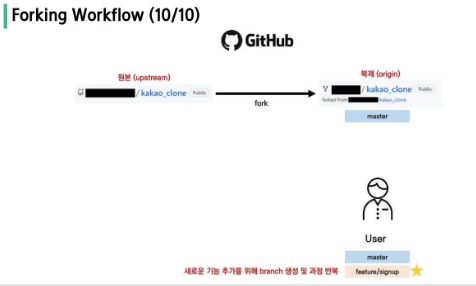 Forking Workflow (10/10)
GitHub
원본 (upstream)
/ kakao_clone Public
fork
복제 (origin)
/ kakao_clone Public
forked from /kakao_clone
master
User
master
새로운 기능 추가를 위해 branch 생성 및 과정 반복
feature/signup